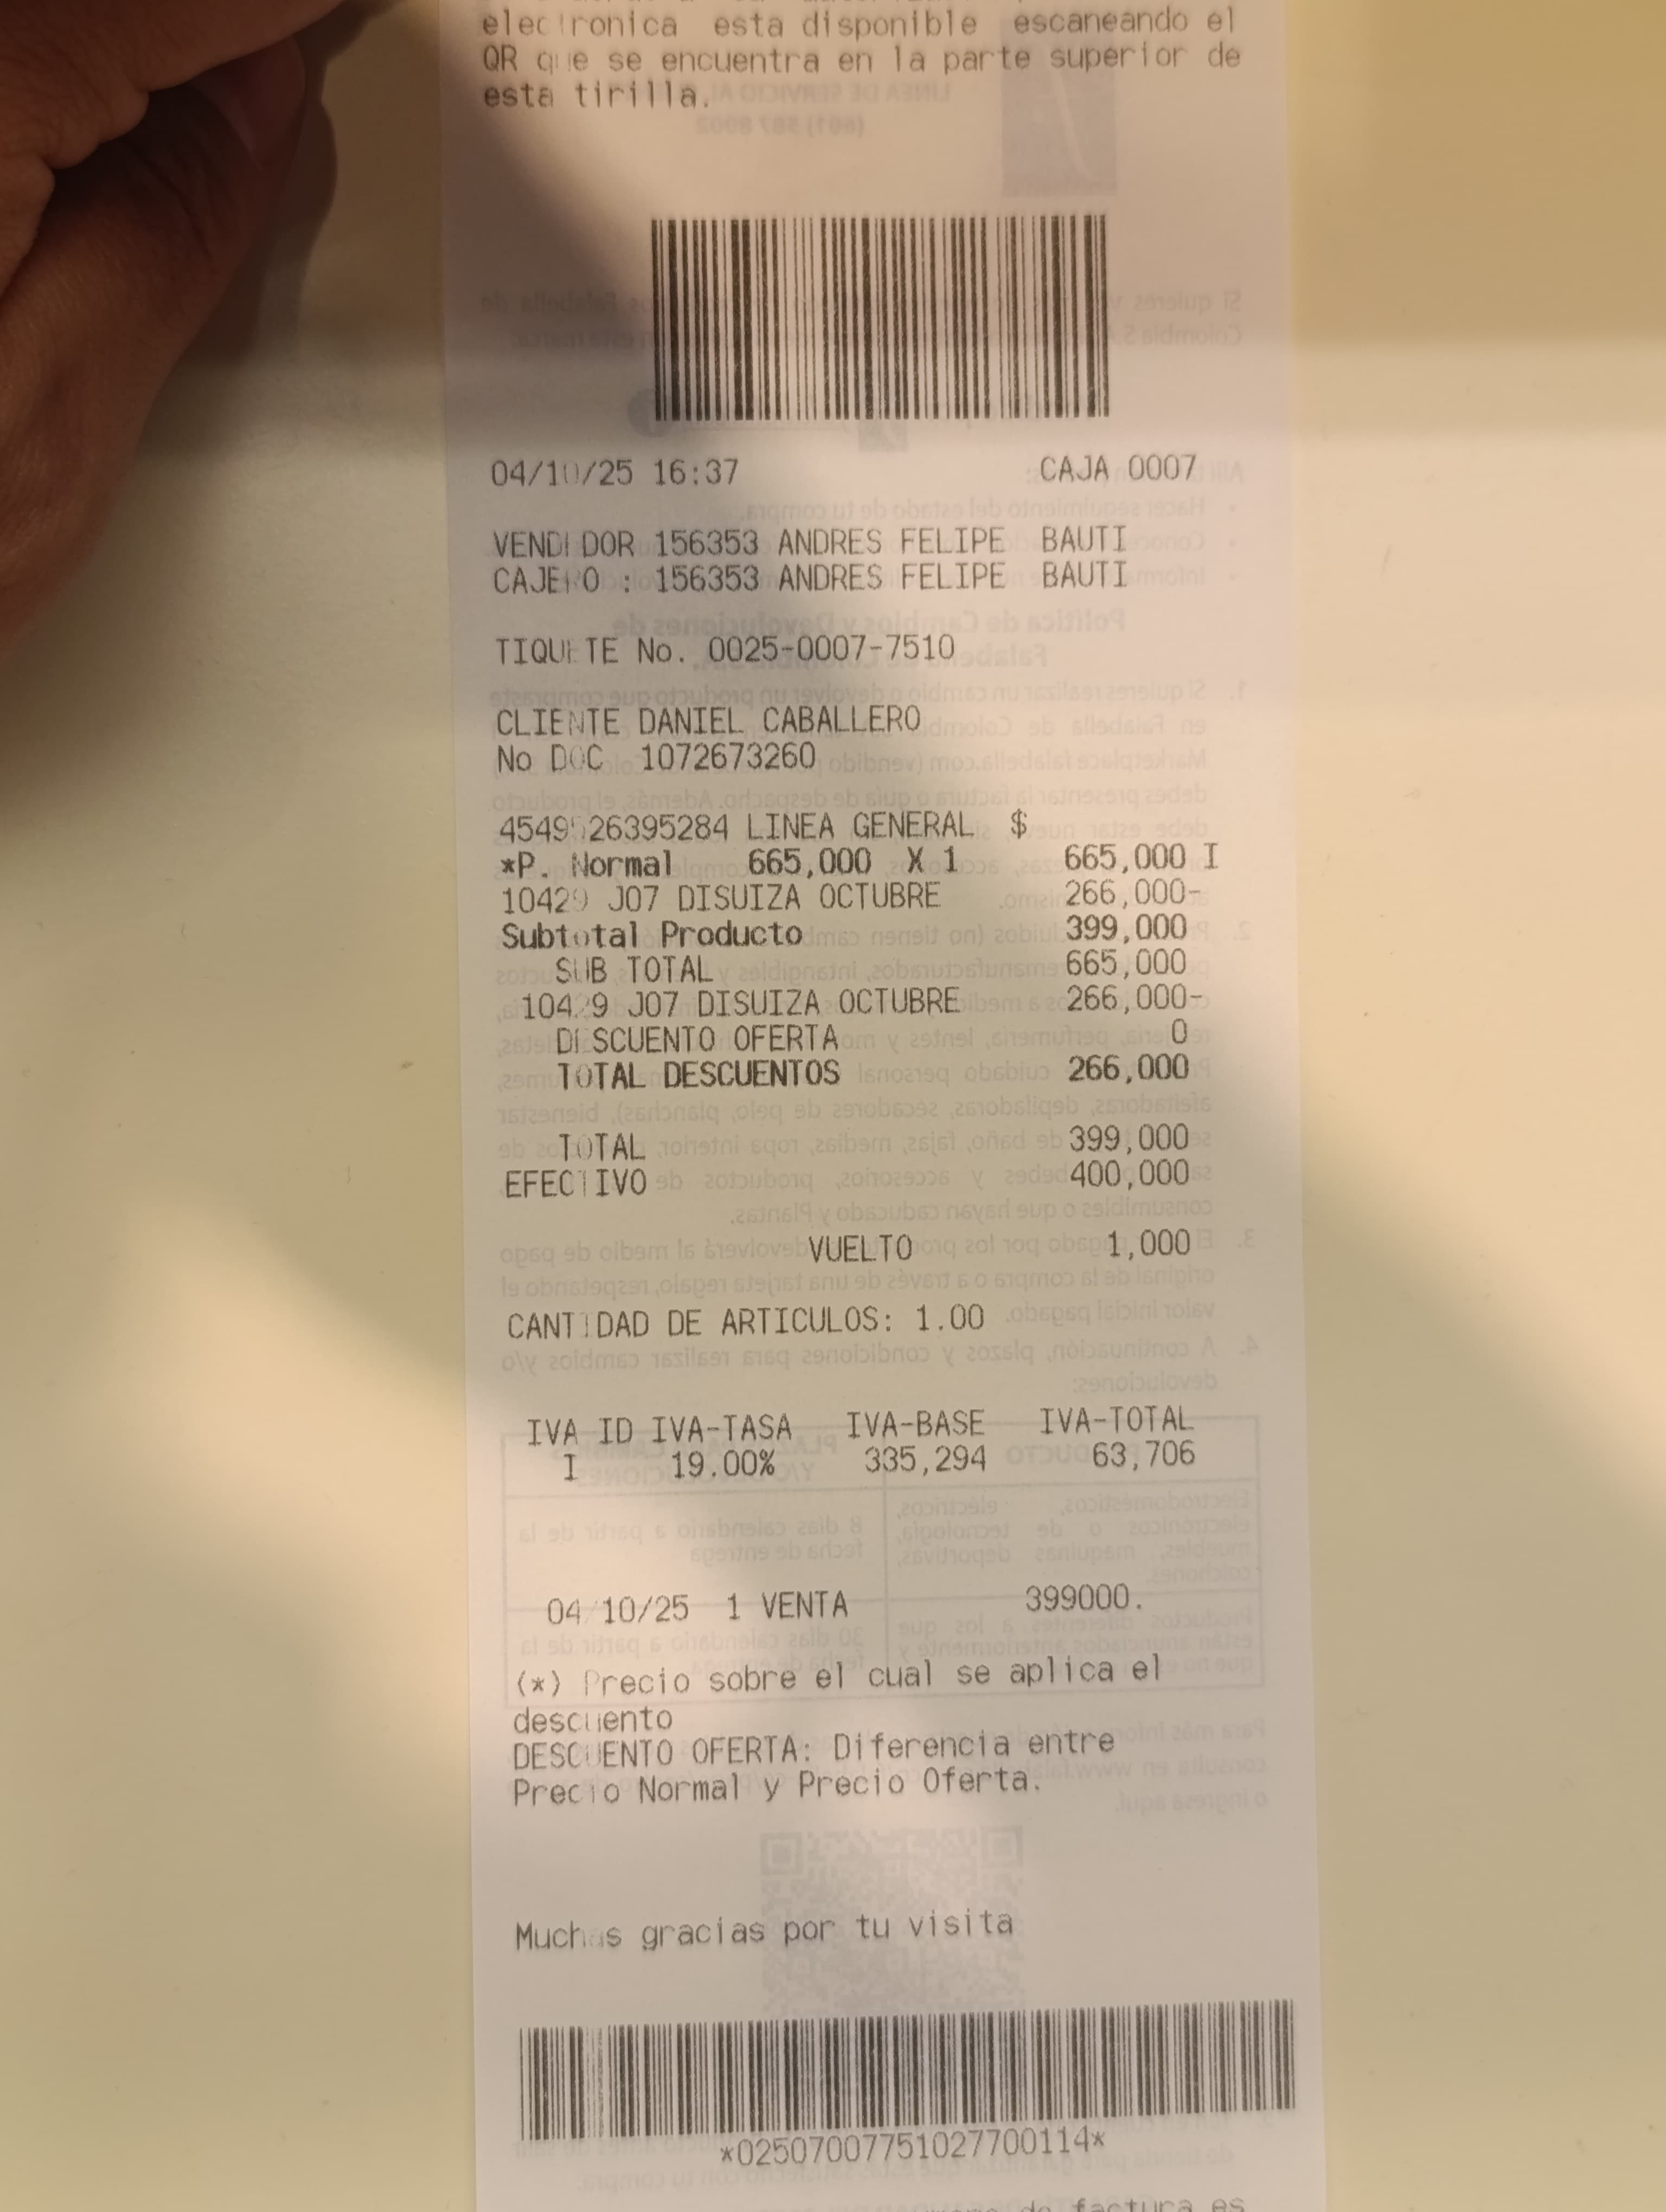 electronica esta disponible escaneando el
QR que se encuentra en la parte superior de
esta tirilla.
04/10/25 16:37 CAJA 0007
VENDEDOR 156353 ANDRES FELIPE BAUTI
CAJERO : 156353 ANDRES FELIPE BAUTI
TIQUETE No. 0025-0007-7510
CLIENTE DANIEL CABALLERO
No DOC 1072673260
LINEA GENERAL $
*P. Normal 665,000 X 1 665,000 I
10429 J07 DISUIZA OCTUBRE 266,000-
Subtotal Producto 399,000
SUB TOTAL 665,000
10429 J07 DISUIZA OCTUBRE 266,000-
DESCUENTO OFERTA 0
TOTAL DESCUENTOS 266,000
TOTAL 399,000
EFECTIVO 400,000
VUELTO 1,000
CANTIDAD DE ARTICULOS: 1.00
IVA ID IVA-TASA IVA-BASE IVA-TOTAL
I 19.00% 335,294 63,706
04/10/25 1 VENTA 399000.
(*) Precio sobre el cual se aplica el
descuento
DESCUENTO OFERTA: Diferencia entre
Precio Normal y Precio Oferta.
Muchas gracias por tu visita
*02507007751027700114*
de factura es